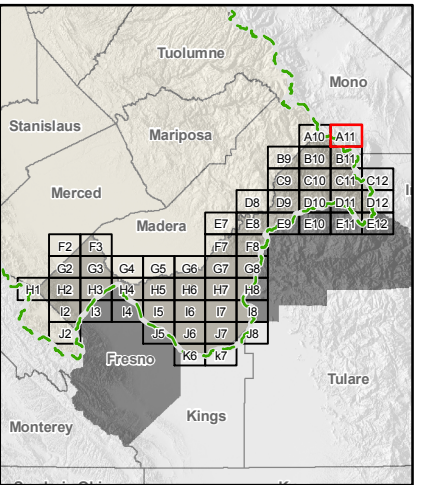 Tuolumne
Mono
Stanislaus
Mariposa
A10 A11
B9 B10 B11
C9 C10 C11 C12
Merced
D8 D9 D10 D11 D12
Madera
E7 E8 E9 E10 E11 E12
F2 F3 F7 F8
G2 G3 G4 G5 G6 G7 G8
H1 H2 H3 H4 H5 H6 H7 H8
I2 I3 I4 I5 I6 I7 I8
J2 J5 J6 J7 J8
K6 k7
Fresno
Tulare
Kings
Monterey